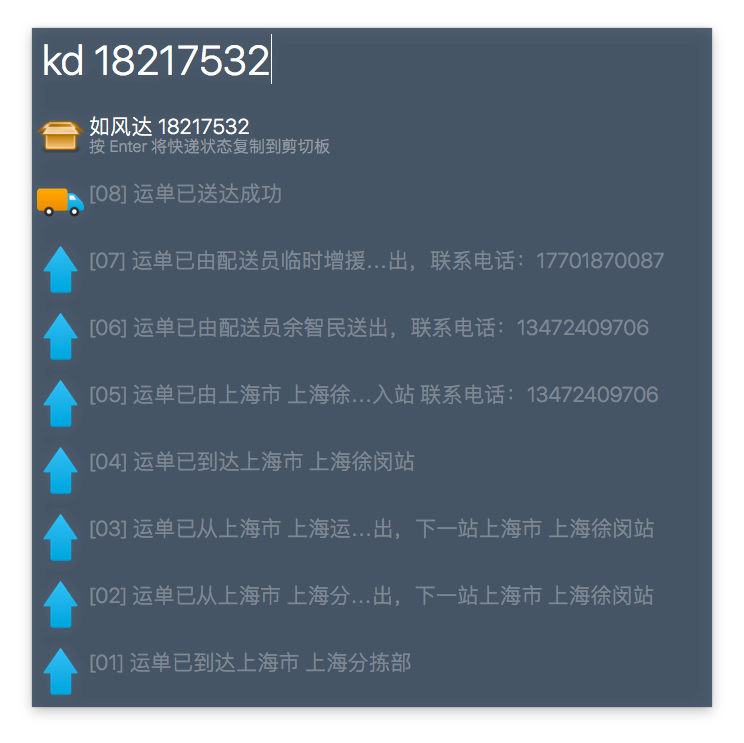 kd 18217532
如风达 18217532
按 Enter 将快递状态复制到剪切板
[08] 运单已送达成功
[07] 运单已由配送员临时增援...出，联系电话：17701870087
[06] 运单已由配送员余智民送出，联系电话：13472409706
[05] 运单已由上海市 上海徐...入站 联系电话：13472409706
[04] 运单已到达上海市 上海徐闵站
[03] 运单已从上海市 上海运...出，下一站上海市 上海徐闵站
[02] 运单已从上海市 上海分...出，下一站上海市 上海徐闵站
[01] 运单已到达上海市 上海分拣部